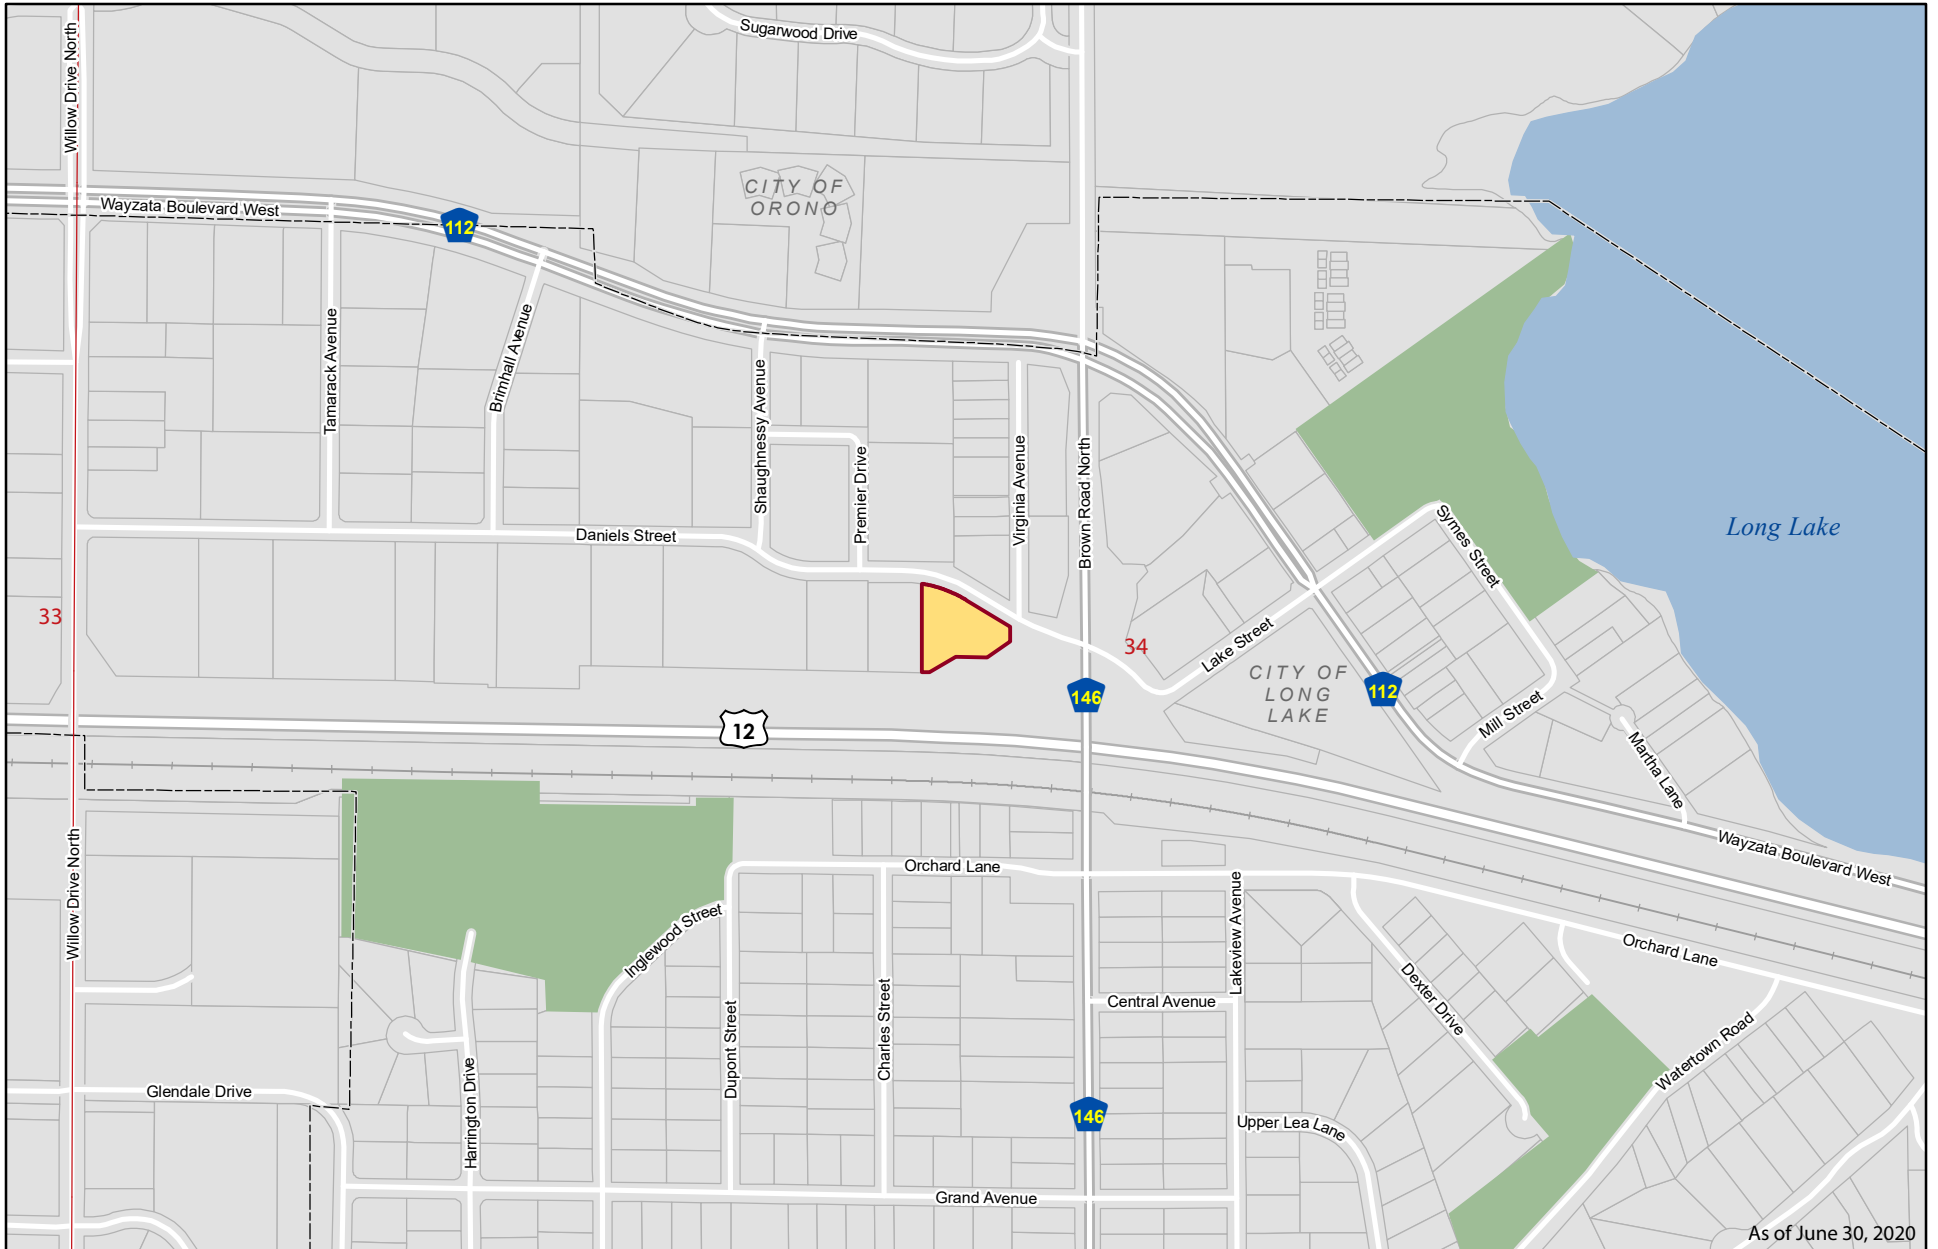 Sugarwood Drive
Willow Drive North
CITY OF
ORONO
Wayzata Boulevard West
112
Tamarack Avenue
Brimhall Avenue
Shaughnessy Avenue
Premier Drive
Virginia Avenue
Brown Road North
Daniels Street
Symes Street
Long Lake
33
34
Lake Street
CITY OF
LONG
LAKE
146
112
12
Mill Street
Martha Lane
Wayzata Boulevard West
Willow Drive North
Orchard Lane
Inglewood Street
Lakeview Avenue
Orchard Lane
Dexter Drive
Central Avenue
Dupont Street
Charles Street
Watertown Road
Glendale Drive
Harrington Drive
146
Upper Lea Lane
Grand Avenue
As of June 30, 2020